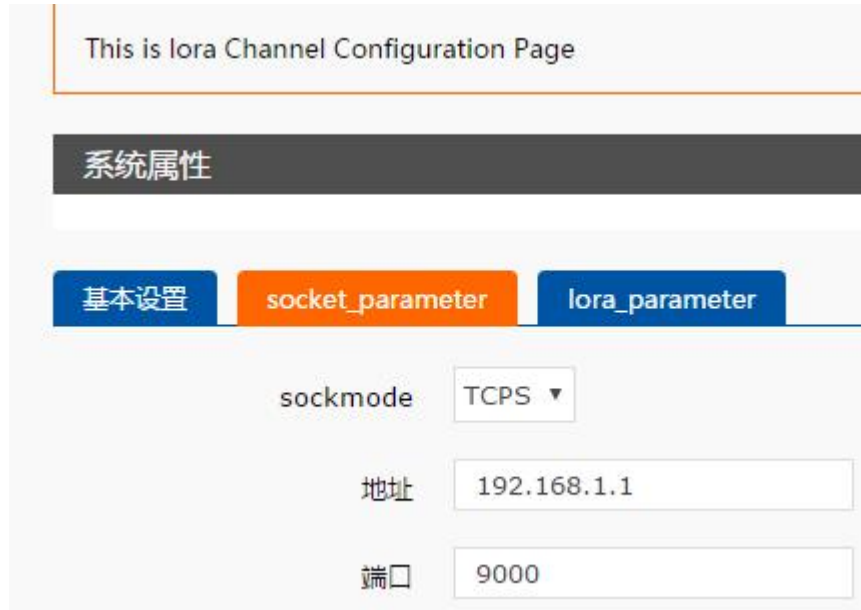 This is lora Channel Configuration Page
系统属性
基本设置 socket_parameter lora_parameter
sockmode TCPS ▼
地址 192.168.1.1
端口 9000